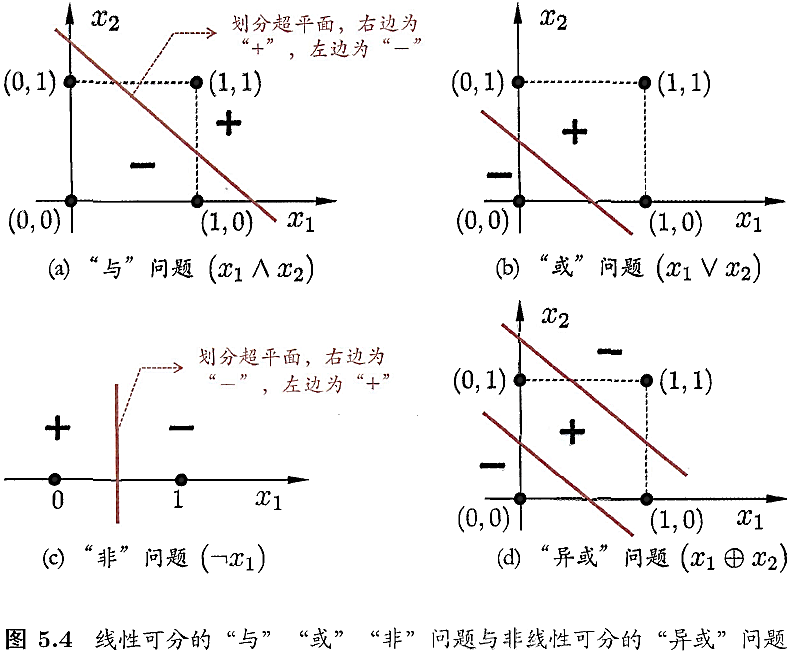 x₂
划分超平面，右边为
“+”，左边为“−”
(0,1)
(1,1)
+
−
(0,0)
(1,0)
x₁
(a) “与” 问题 (x₁ ∧ x₂)
x₂
(0,1)
(1,1)
+
−
(0,0)
(1,0)
x₁
(b) “或” 问题 (x₁ ∨ x₂)
划分超平面，右边为
“−”，左边为“+”
+
−
0
1
x₁
(c) “非” 问题 (¬x₁)
x₂
−
(0,1)
(1,1)
+
−
(0,0)
(1,0)
x₁
(d) “异或” 问题 (x₁ ⊕ x₂)
图 5.4 线性可分的“与”“或”“非”问题与非线性可分的“异或”问题